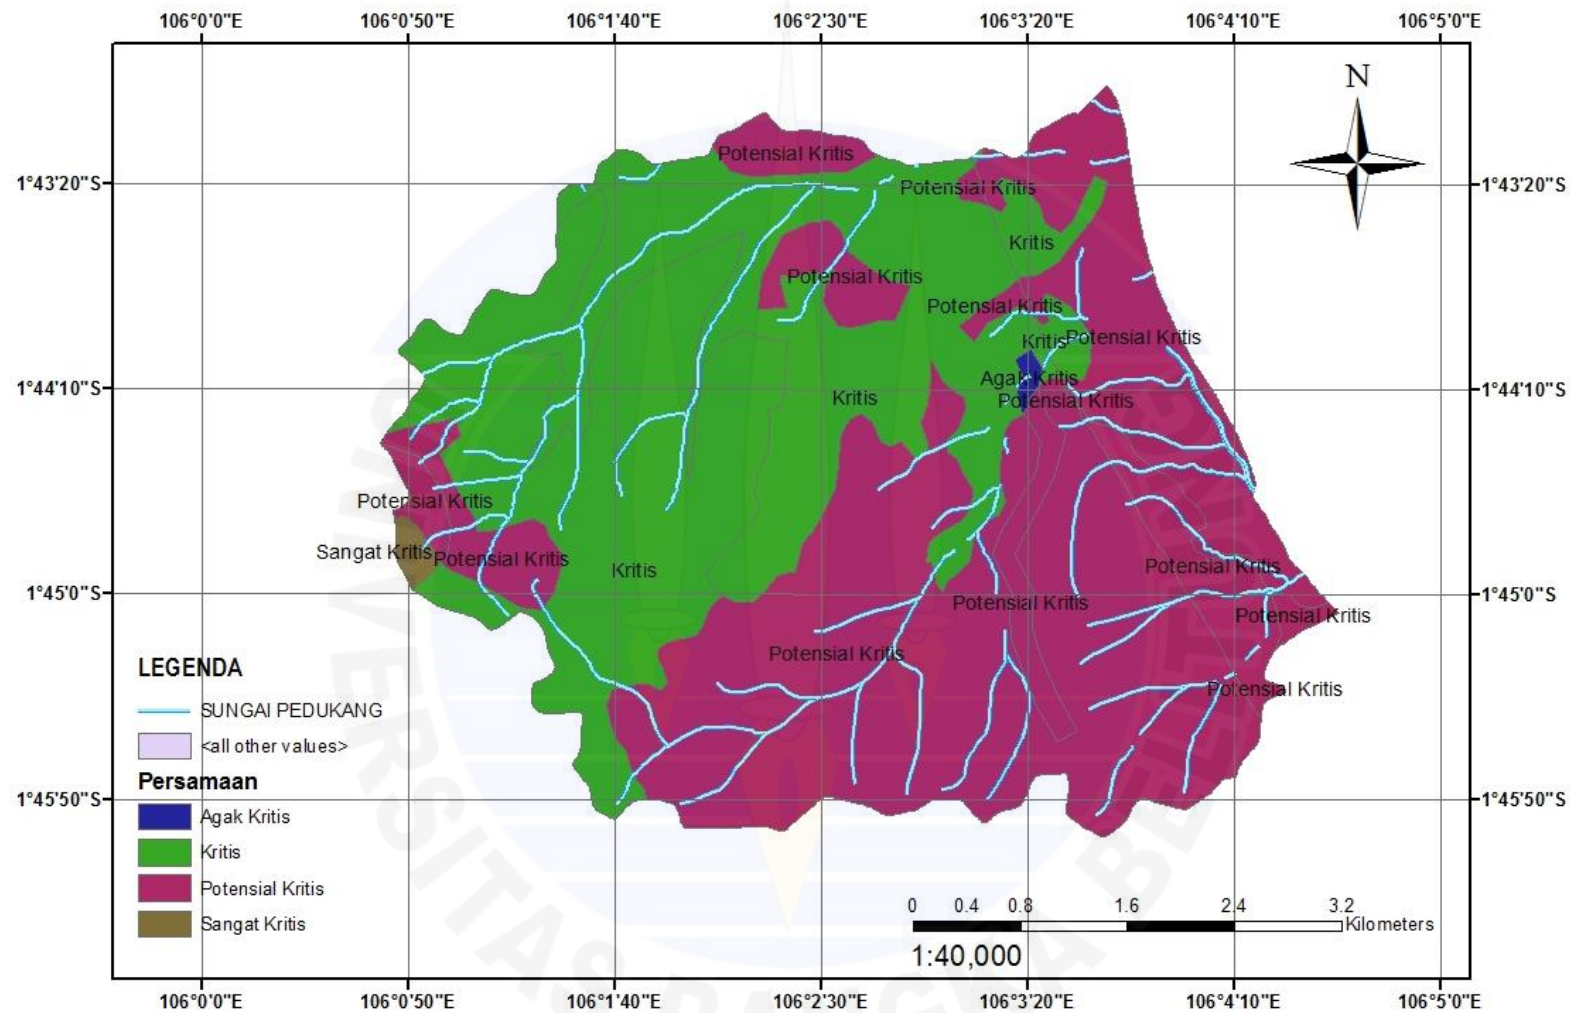 106°0'0"E 106°0'50"E 106°1'40"E 106°2'30"E 106°3'20"E 106°4'10"E 106°5'0"E
N
Potensial Kritis
1°43'20"S Potensial Kritis 1°43'20"S
Kritis
Potensial Kritis
Potensial Kritis
Kritis Potensial Kritis
Agak Kritis
1°44'10"S 1°44'10"S
Kritis Potensial Kritis
Potensial Kritis
Sangat Kritis Potensial Kritis Kritis Potensial Kritis
1°45'0"S Potensial Kritis 1°45'0"S
Potensial Kritis
Potensial Kritis
LEGENDA
Potensial Kritis
SUNGAI PEDUKANG
<all other values>
Persamaan
1°45'50"S 1°45'50"S
Agak Kritis
Kritis
Potensial Kritis
Sangat Kritis
0 0.4 0.8 1.6 2.4 3.2
Kilometers
1:40,000
106°0'0"E 106°0'50"E 106°1'40"E 106°2'30"E 106°3'20"E 106°4'10"E 106°5'0"E
UNIVERSITAS BANGKA BELITUNG